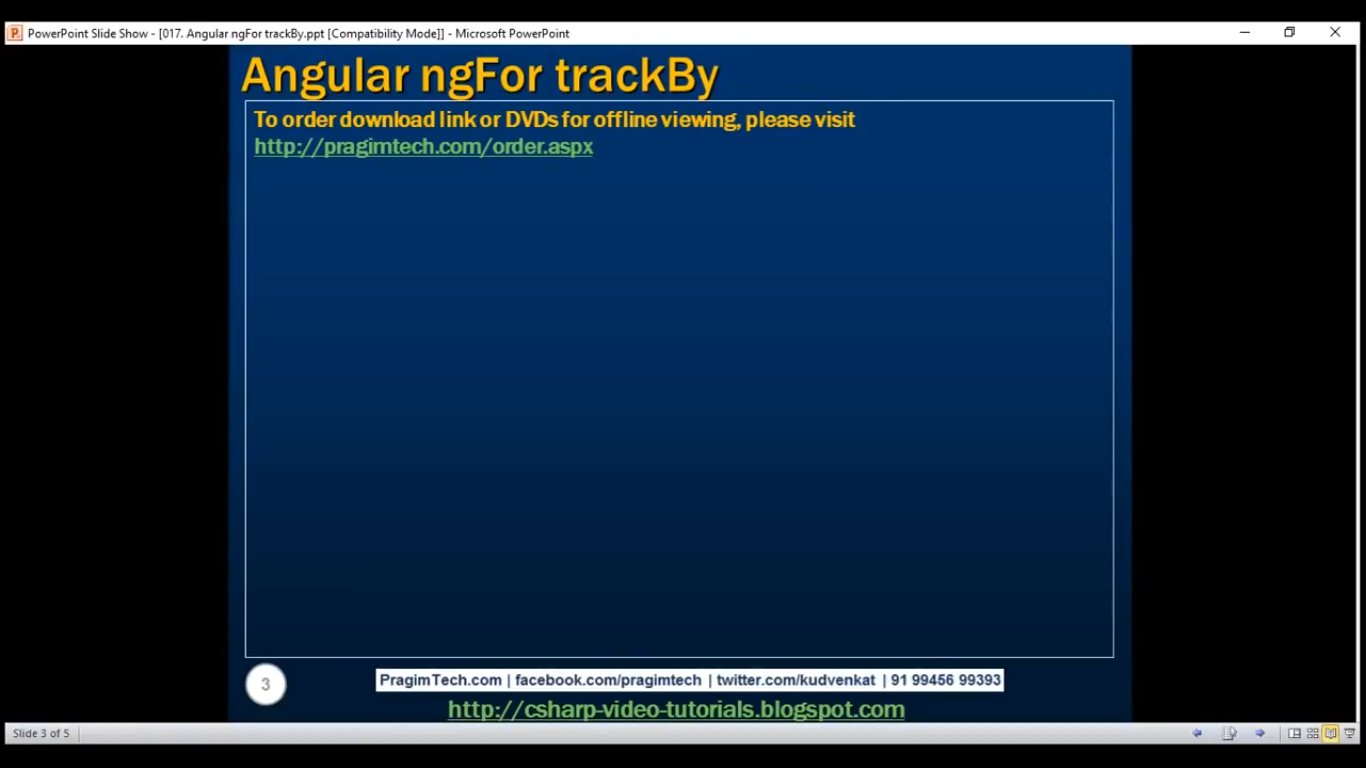 PowerPoint Slide Show - [017. Angular ngFor trackBy.ppt [Compatibility Mode]] - Microsoft PowerPoint
Angular ngFor trackBy
To order download link or DVDs for offline viewing, please visit
http://pragimtech.com/order.aspx
3
PragimTech.com | facebook.com/pragimtech | twitter.com/kudvenkat | 91 99456 99393
http://csharp-video-tutorials.blogspot.com
Slide 3 of 5